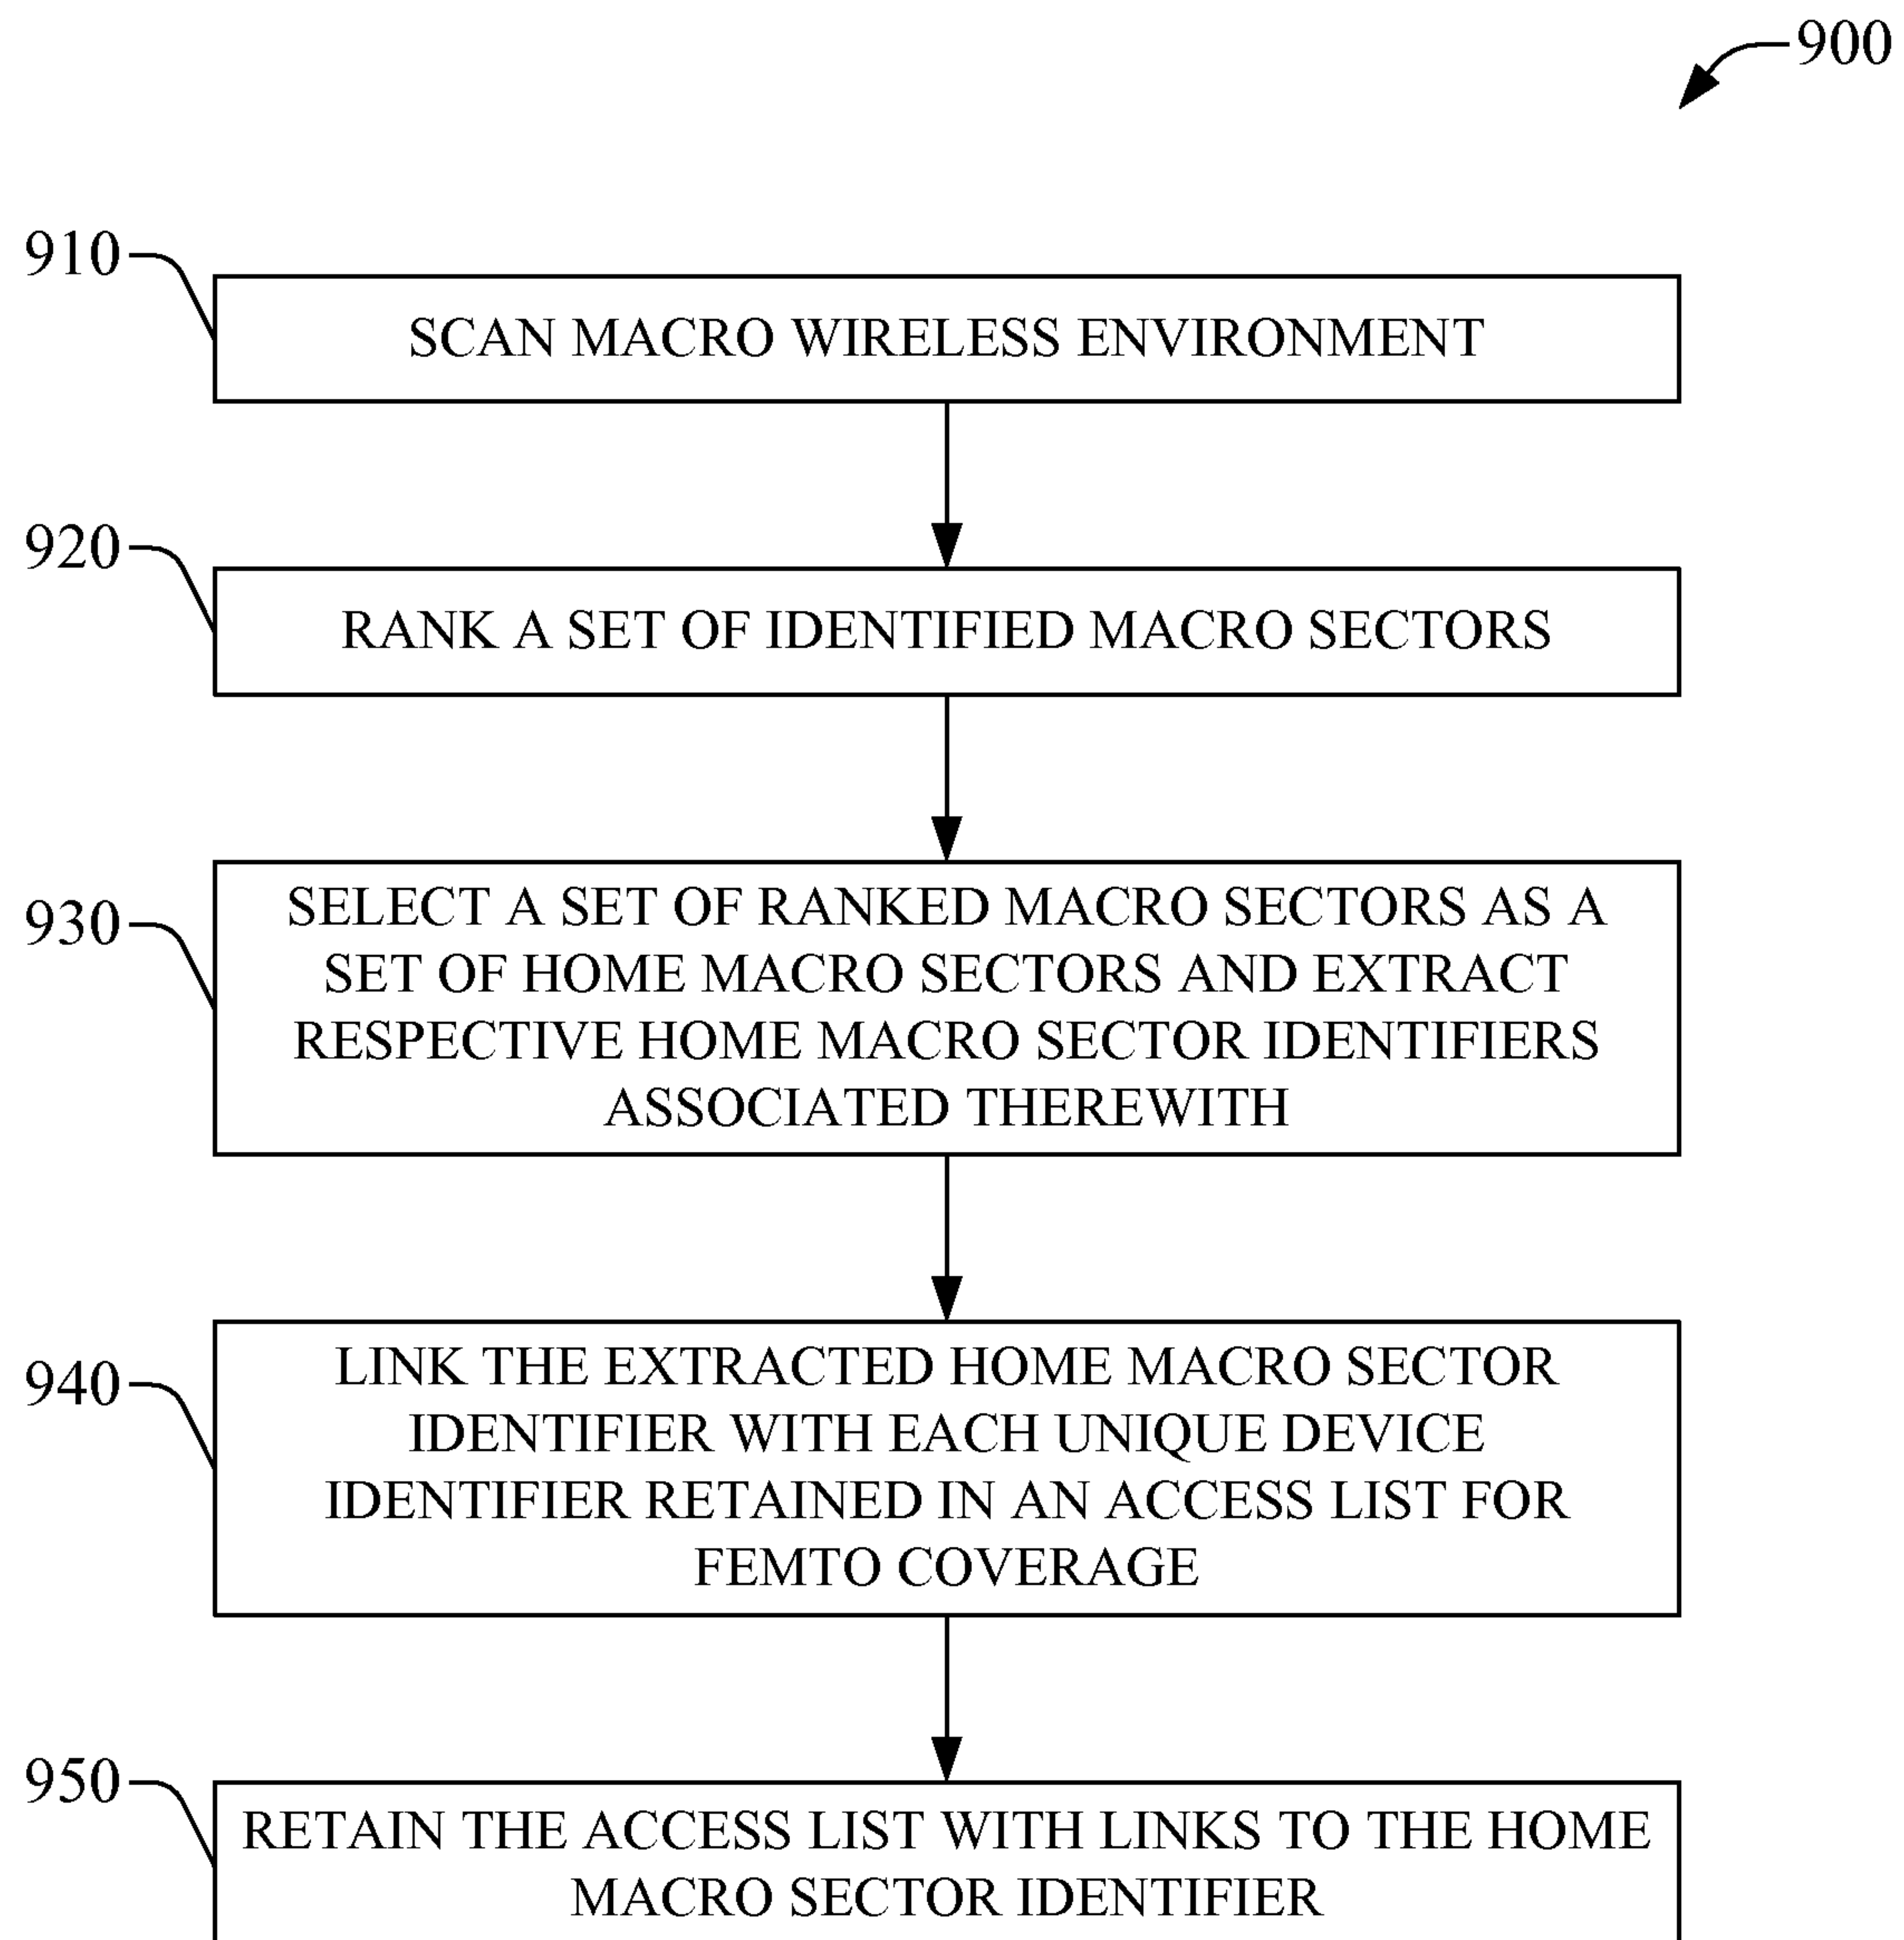 900
910
SCAN MACRO WIRELESS ENVIRONMENT
920
RANK A SET OF IDENTIFIED MACRO SECTORS
930
SELECT A SET OF RANKED MACRO SECTORS AS A
SET OF HOME MACRO SECTORS AND EXTRACT
RESPECTIVE HOME MACRO SECTOR IDENTIFIERS
ASSOCIATED THEREWITH
940
LINK THE EXTRACTED HOME MACRO SECTOR
IDENTIFIER WITH EACH UNIQUE DEVICE
IDENTIFIER RETAINED IN AN ACCESS LIST FOR
FEMTO COVERAGE
950
RETAIN THE ACCESS LIST WITH LINKS TO THE HOME
MACRO SECTOR IDENTIFIER